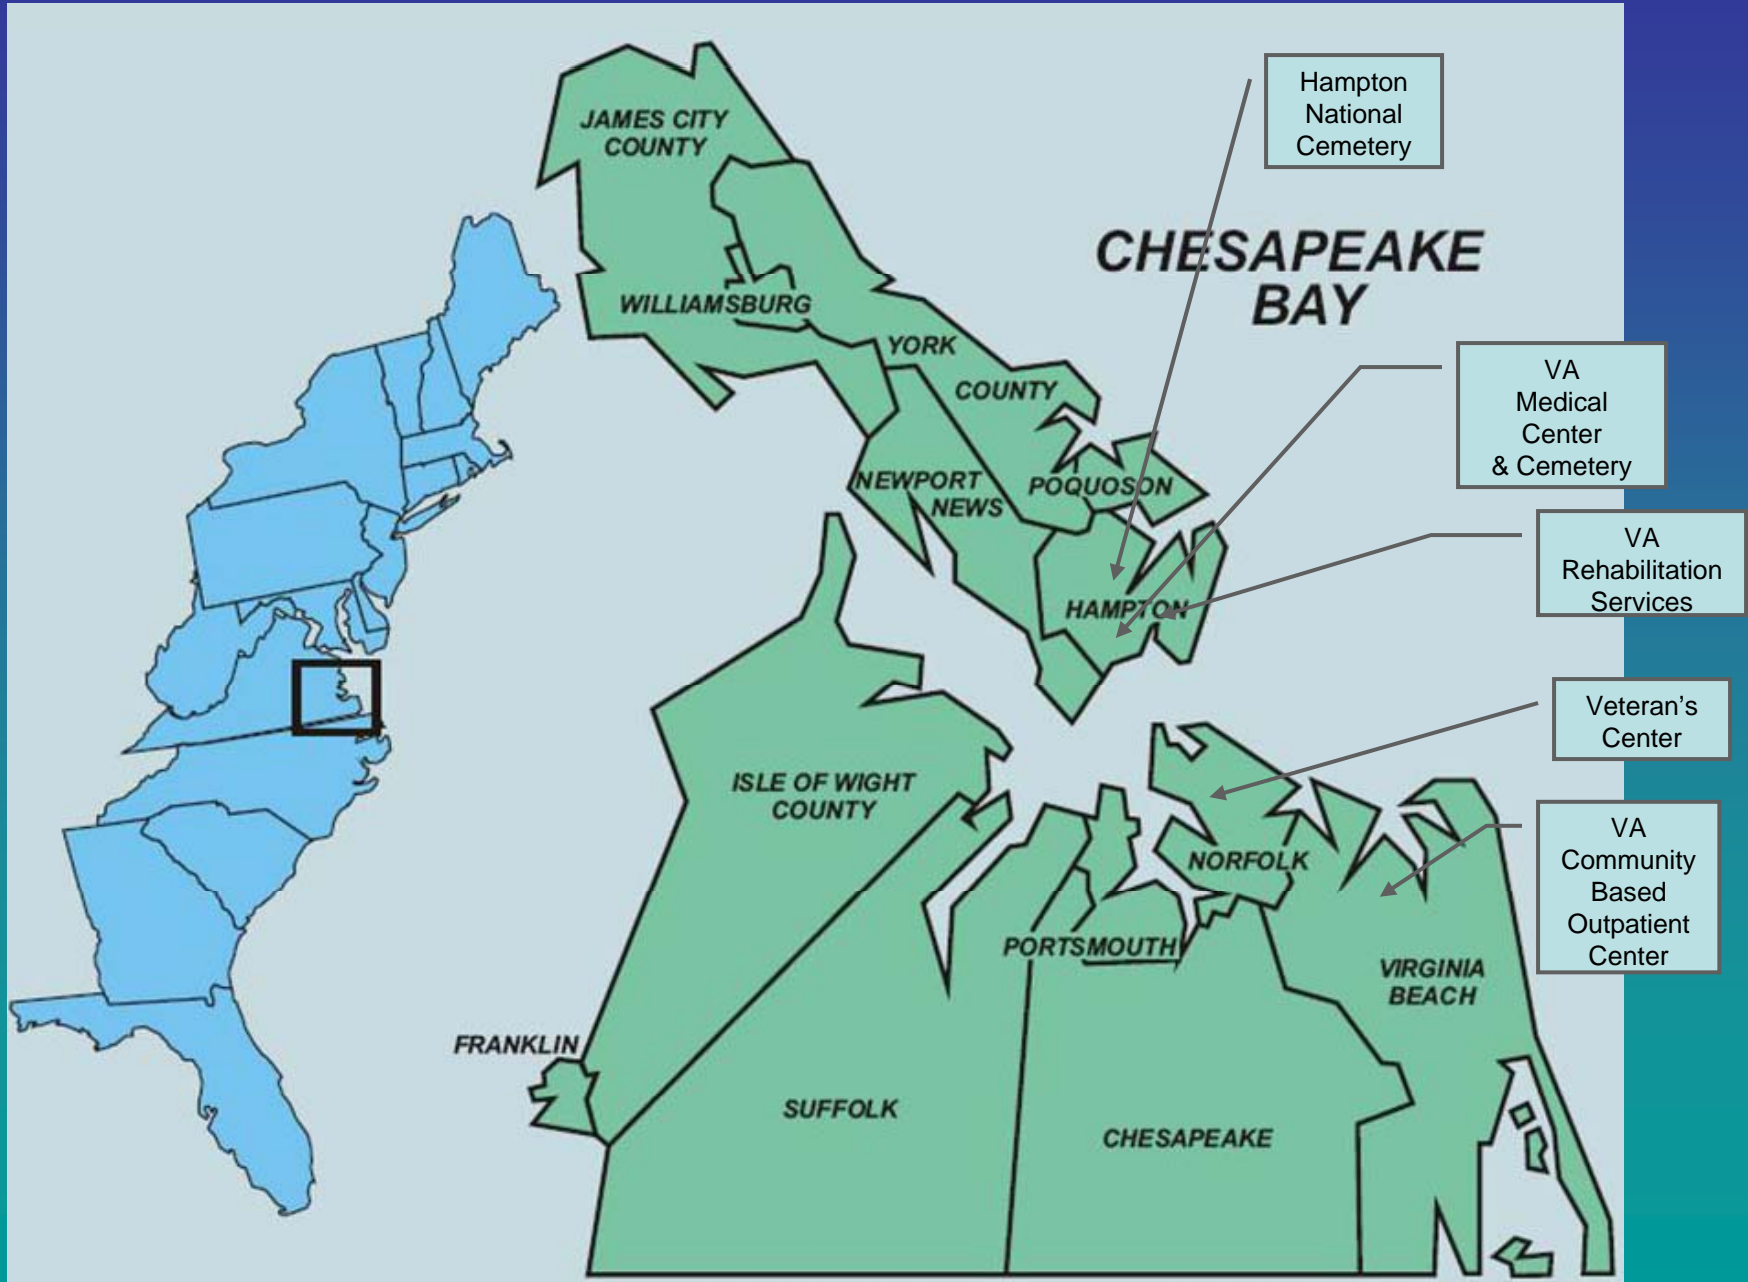 JAMES CITY
COUNTY
WILLIAMSBURG
YORK
COUNTY
NEWPORT
NEWS
POQUOSON
HAMPTON
CHESAPEAKE
BAY
ISLE OF WIGHT
COUNTY
NORFOLK
PORTSMOUTH
VIRGINIA
BEACH
FRANKLIN
SUFFOLK
CHESAPEAKE
Hampton
National
Cemetery
VA
Medical
Center
& Cemetery
VA
Rehabilitation
Services
Veteran’s
Center
VA
Community
Based
Outpatient
Center